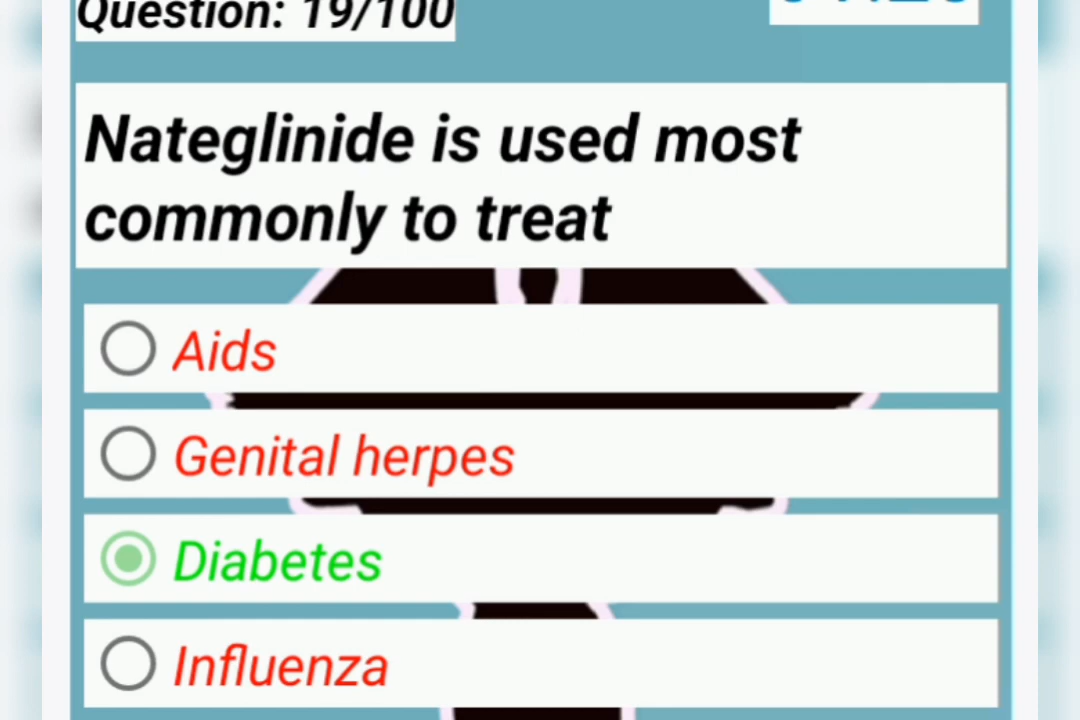 Question: 19/100
Nateglinide is used most
commonly to treat
Aids
Genital herpes
Diabetes
Influenza